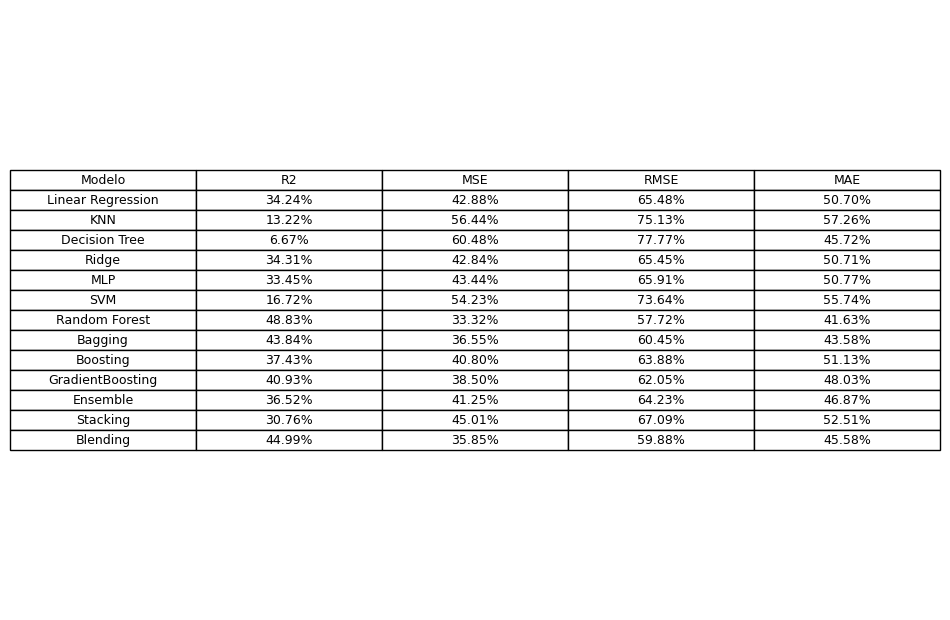 Modelo R2 MSE RMSE MAE
Linear Regression 34.24% 42.88% 65.48% 50.70%
KNN 13.22% 56.44% 75.13% 57.26%
Decision Tree 6.67% 60.48% 77.77% 45.72%
Ridge 34.31% 42.84% 65.45% 50.71%
MLP 33.45% 43.44% 65.91% 50.77%
SVM 16.72% 54.23% 73.64% 55.74%
Random Forest 48.83% 33.32% 57.72% 41.63%
Bagging 43.84% 36.55% 60.45% 43.58%
Boosting 37.43% 40.80% 63.88% 51.13%
GradientBoosting 40.93% 38.50% 62.05% 48.03%
Ensemble 36.52% 41.25% 64.23% 46.87%
Stacking 30.76% 45.01% 67.09% 52.51%
Blending 44.99% 35.85% 59.88% 45.58%